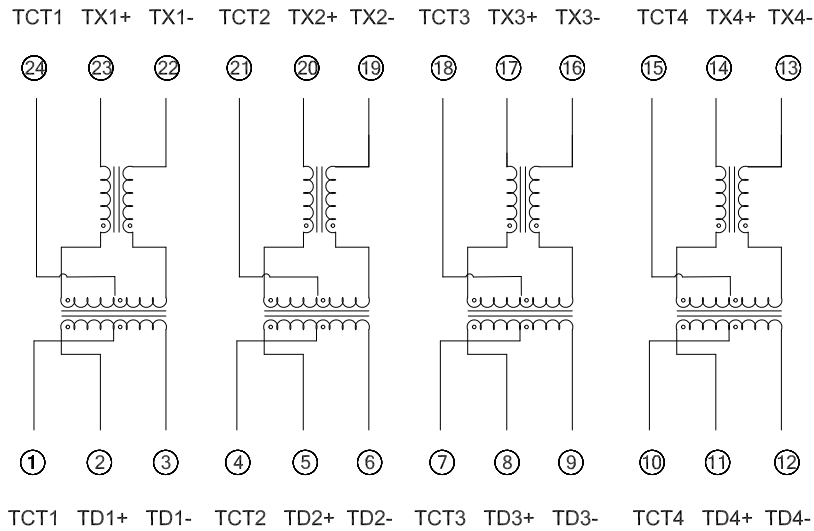 TCT1 TX1+ TX1- TCT2 TX2+ TX2- TCT3 TX3+ TX3- TCT4 TX4+ TX4-
24 23 22 21 20 19 18 17 16 15 14 13
1 2 3 4 5 6 7 8 9 10 11 12
TCT1 TD1+ TD1- TCT2 TD2+ TD2- TCT3 TD3+ TD3- TCT4 TD4+ TD4-